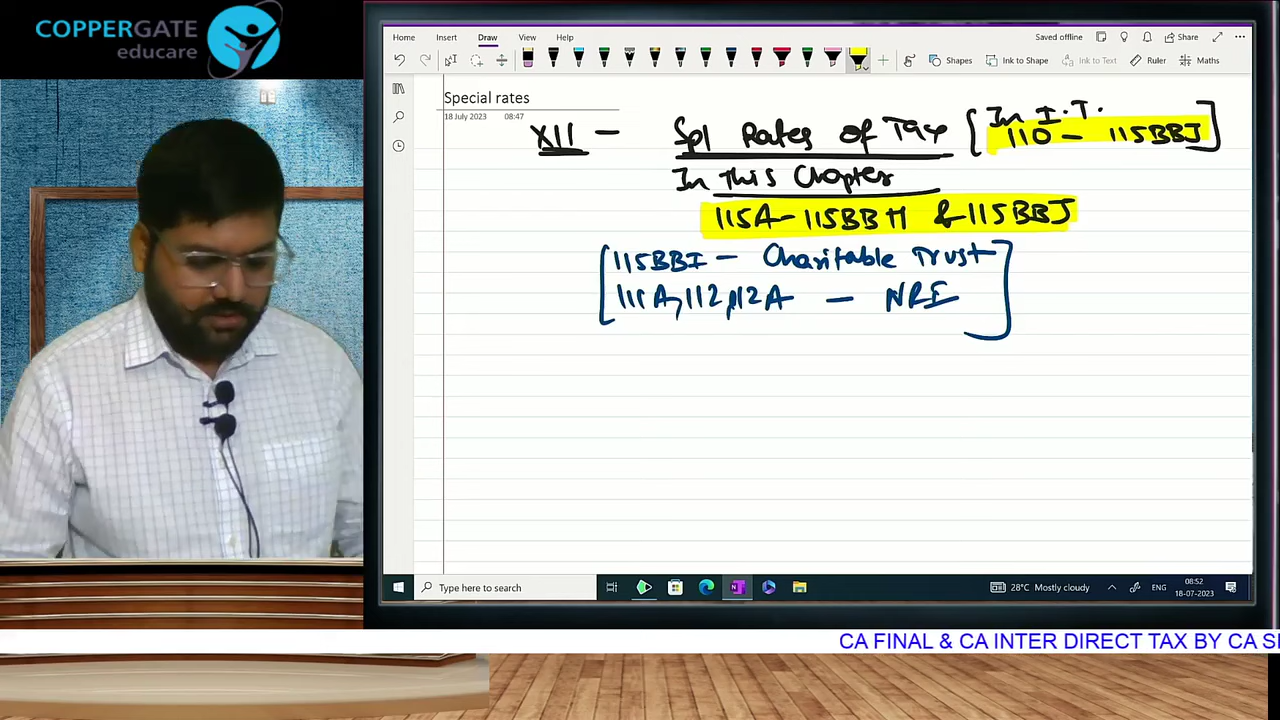 COPPERGATE
educare
Home Insert Draw View Help
Saved offline
Share
Shapes
Ink to Shape
Ink to Text
Ruler
Maths
Special rates
18 July 2023 08:47
XII - Spl Rates of Tax [In I.T. 110 - 115BBJ]
In This Chapter
115A - 115BBH & 115BBJ
[115BBI - Charitable Trust
111A, 112, 112A - NRI]
Type here to search
28°C Mostly cloudy
ENG
08:52
18-07-2023
CA FINAL & CA INTER DIRECT TAX BY CA S